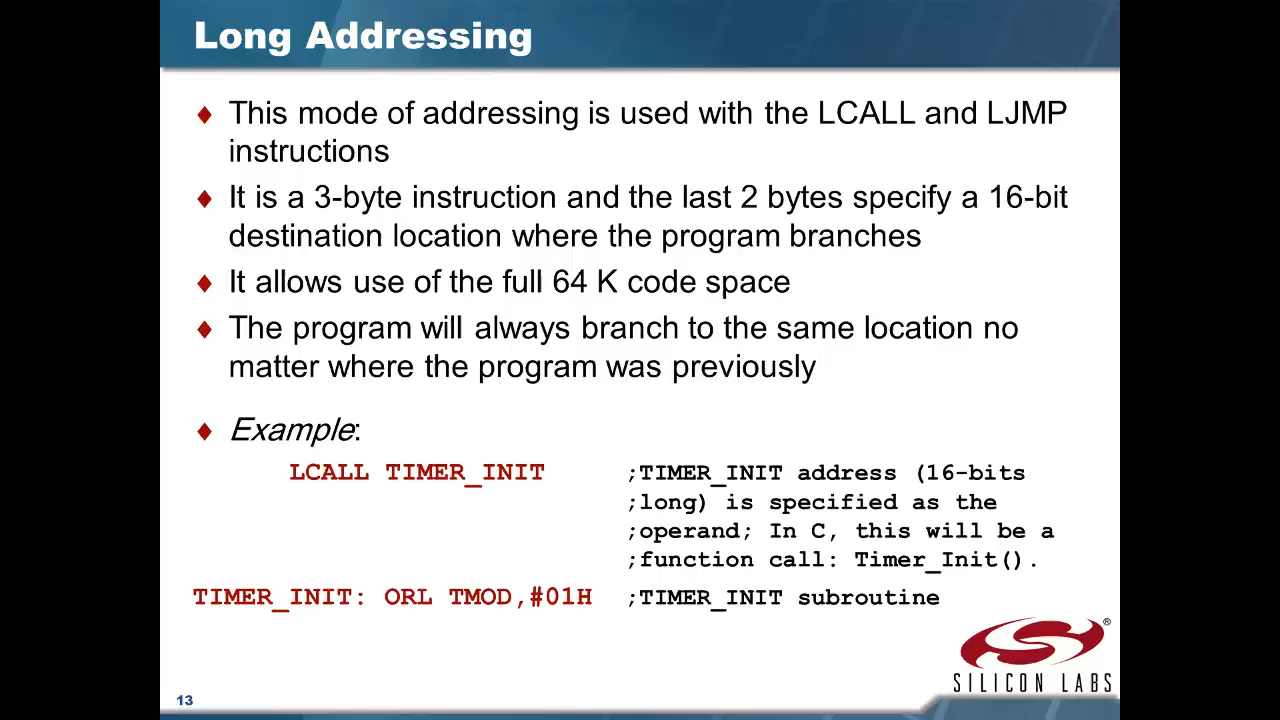 Long Addressing
♦ This mode of addressing is used with the LCALL and LJMP
instructions
♦ It is a 3-byte instruction and the last 2 bytes specify a 16-bit
destination location where the program branches
♦ It allows use of the full 64 K code space
♦ The program will always branch to the same location no
matter where the program was previously
♦ Example:
LCALL TIMER_INIT ;TIMER_INIT address (16-bits
;long) is specified as the
;operand; In C, this will be a
;function call: Timer_Init().
TIMER_INIT: ORL TMOD,#01H ;TIMER_INIT subroutine
®
SILICON LABS
13